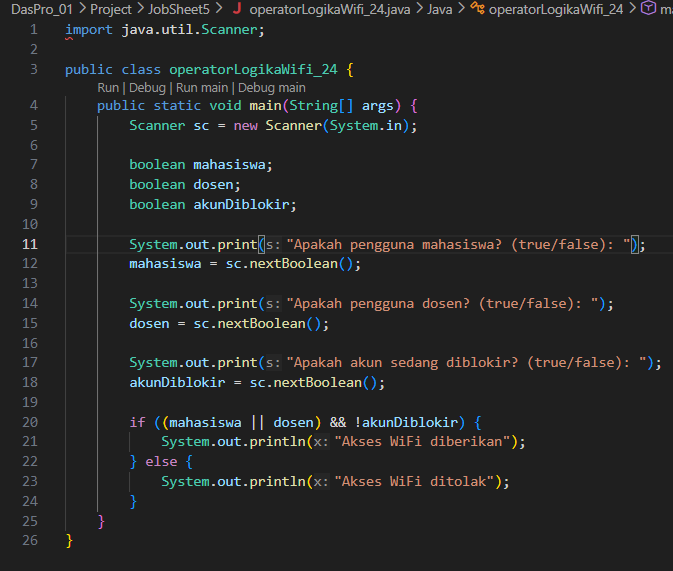 DasPro_01 > Project > JobSheet5 > J operatorLogikaWifi_24.java > Java > operatorLogikaWifi_24 >
1 import java.util.Scanner;
2
3 public class operatorLogikaWifi_24 {
Run | Debug | Run main | Debug main
4 public static void main(String[] args) {
5 Scanner sc = new Scanner(System.in);
6
7 boolean mahasiswa;
8 boolean dosen;
9 boolean akunDiblokir;
10
11 System.out.print(s: "Apakah pengguna mahasiswa? (true/false): ");
12 mahasiswa = sc.nextBoolean();
13
14 System.out.print(s: "Apakah pengguna dosen? (true/false): ");
15 dosen = sc.nextBoolean();
16
17 System.out.print(s: "Apakah akun sedang diblokir? (true/false): ");
18 akunDiblokir = sc.nextBoolean();
19
20 if ((mahasiswa || dosen) && !akunDiblokir) {
21 System.out.println(x: "Akses WiFi diberikan");
22 } else {
23 System.out.println(x: "Akses WiFi ditolak");
24 }
25 }
26 }